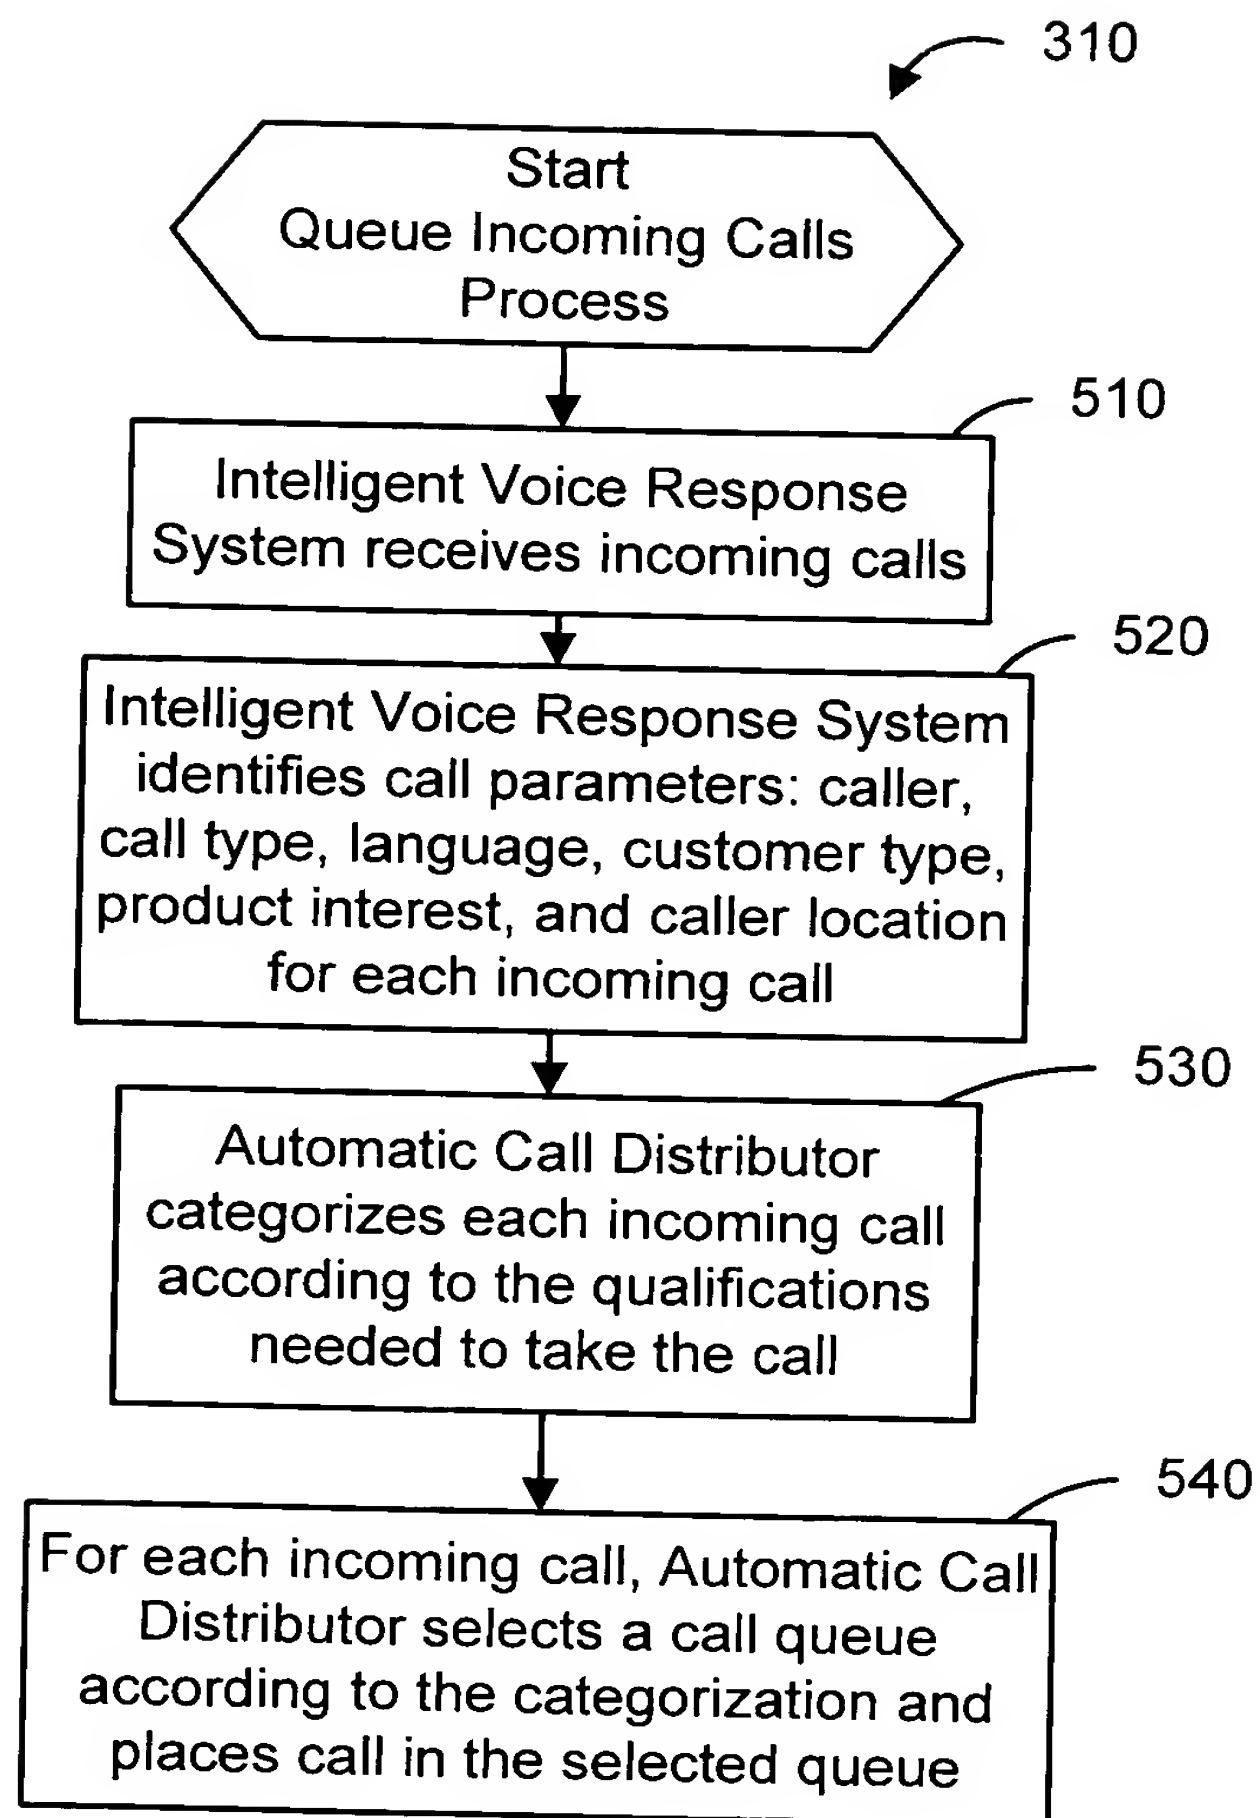 310
Start
Queue Incoming Calls
Process
510
Intelligent Voice Response
System receives incoming calls
520
Intelligent Voice Response System
identifies call parameters: caller,
call type, language, customer type,
product interest, and caller location
for each incoming call
530
Automatic Call Distributor
categorizes each incoming call
according to the qualifications
needed to take the call
540
For each incoming call, Automatic Call
Distributor selects a call queue
according to the categorization and
places call in the selected queue